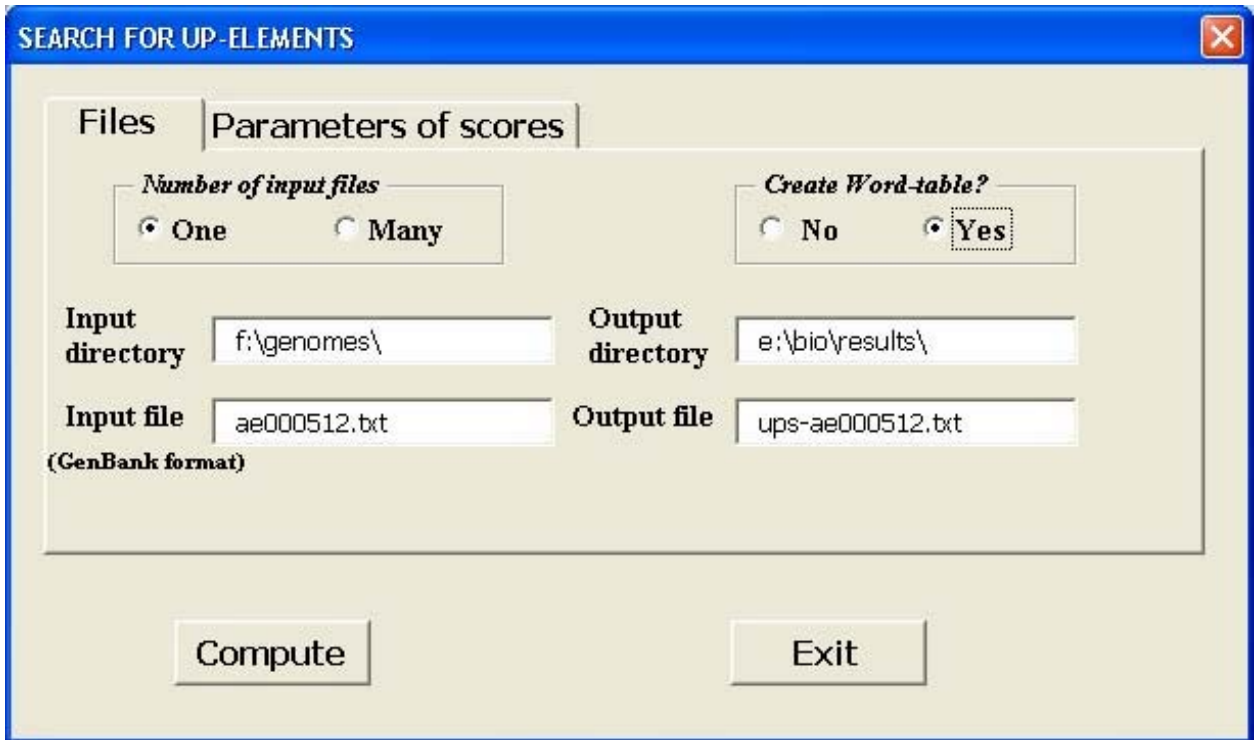 SEARCH FOR UP-ELEMENTS
Files
Parameters of scores
Number of input files
One
Many
Create Word-table?
No
Yes
Input
directory
f:\genomes\
Output
directory
e:\bio\results\
Input file
ae000512.txt
(GenBank format)
Output file
ups-ae000512.txt
Compute
Exit